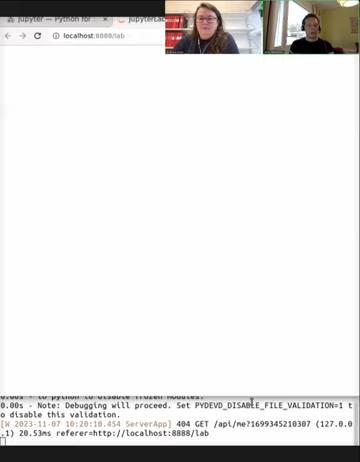 Jupyter — Python for
JupyterLab
localhost:8888/lab
0.00s - to python to disable frozen modules.
0.00s - Note: Debugging will proceed. Set PYDEVD_DISABLE_FILE_VALIDATION=1 t
o disable this validation.
[W 2023-11-07 10:20:10.454 ServerApp] 404 GET /api/me?1699345210307 (127.0.0
.1) 20.53ms referer=http://localhost:8888/lab